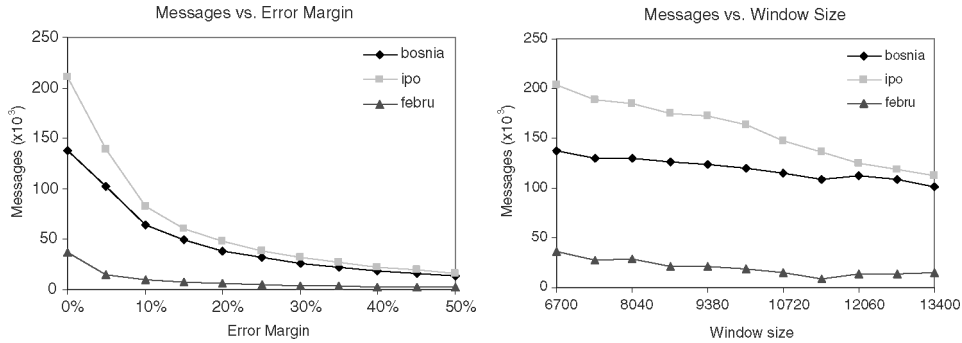 Messages vs. Error Margin
250
200
150
100
50
0
Messages (x10³)
bosnia
ipo
febru
0% 10% 20% 30% 40% 50%
Error Margin
Messages vs. Window Size
250
200
150
100
50
0
Messages (x10³)
bosnia
ipo
febru
6700 8040 9380 10720 12060 13400
Window size